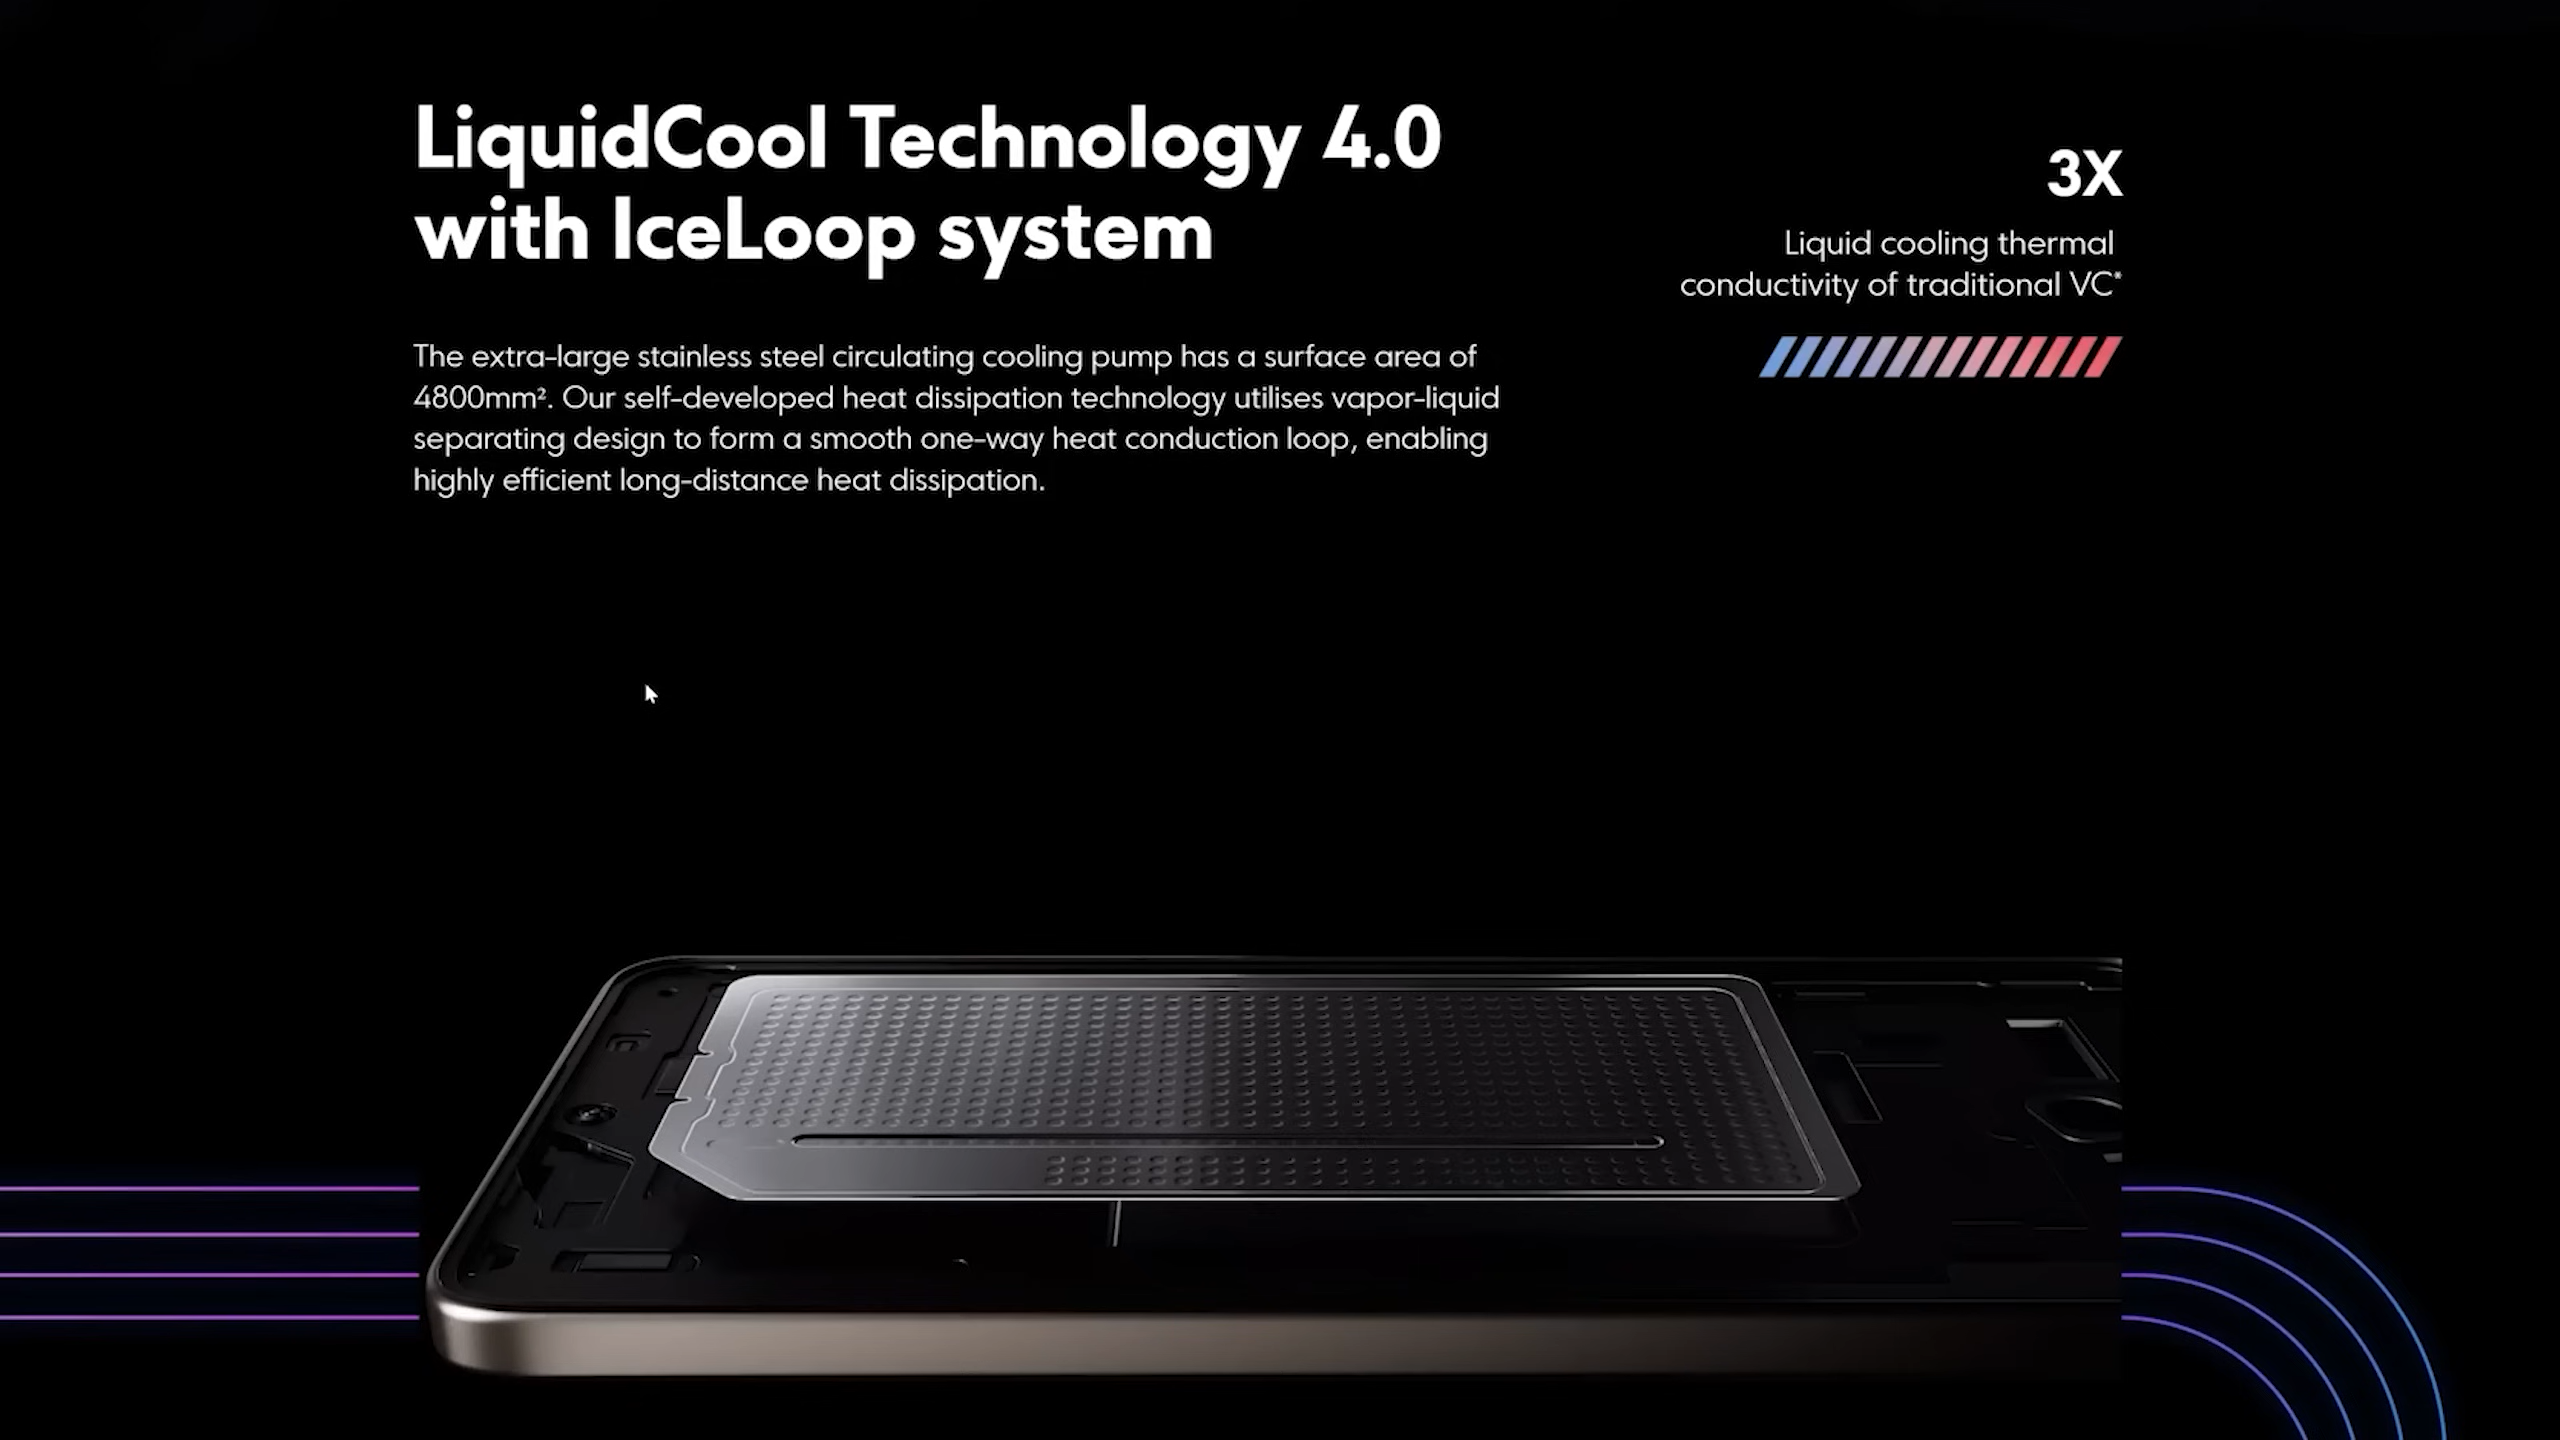 LiquidCool Technology 4.0
with IceLoop system
The extra-large stainless steel circulating cooling pump has a surface area of
4800mm². Our self-developed heat dissipation technology utilises vapor-liquid
separating design to form a smooth one-way heat conduction loop, enabling
highly efficient long-distance heat dissipation.
3X
Liquid cooling thermal
conductivity of traditional VC*